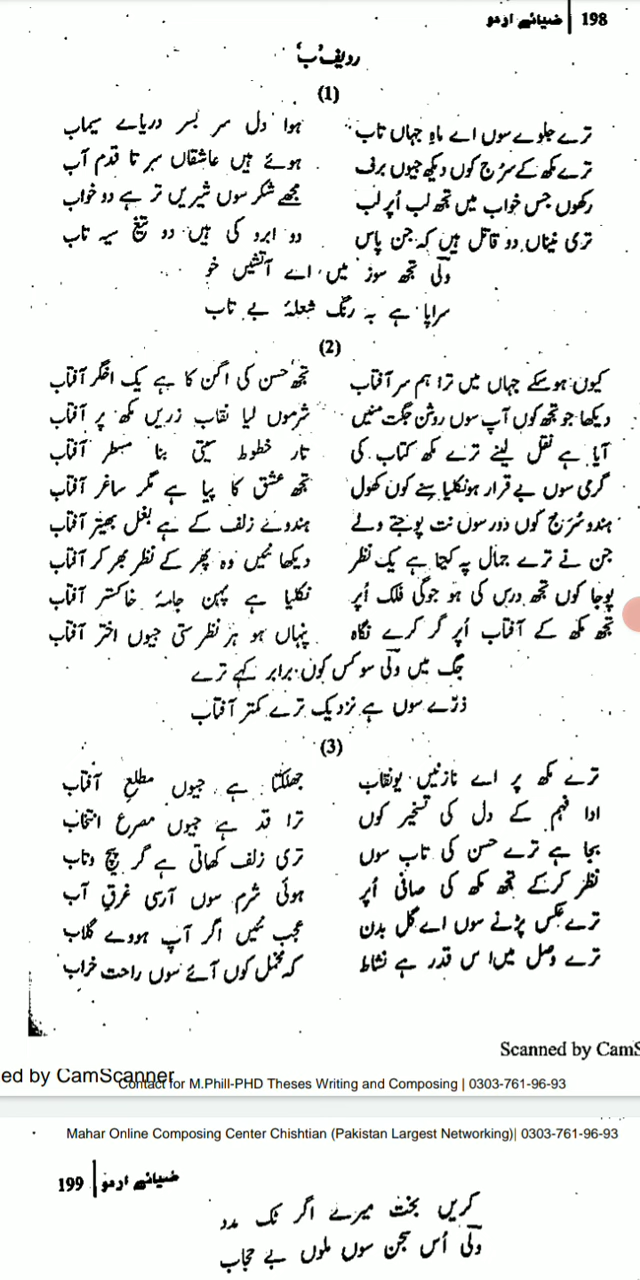 198 | ضیائے اردو
ردیف 'ب'
(1)
ترے جلوے سوں اے ماہِ جہاں تاب ہوا دل سر بسر دریاے سیماب
ترے مکھ کے سُرج کوں دیکھ جیوں برف ہوئے ہیں عاشقاں سر تا قدم آب
رکھوں جس خواب میں تجھ لب اُپر لب مجھے شکر سوں شیریں تر ہے دو خواب
تری نیناں دو قاتل ہیں کہ جن پاس دو ابرو کی ہیں دو تیغِ سیہ تاب
ولی تجھ سوز میں اے آتشیں خو
سراپا ہے بہ رنگِ شعلۂ بے تاب
(2)
کیوں ہو سکے جہاں میں ترا ہم سر آفتاب تجھ حسن کی اگن کا ہے یک اخگر آفتاب
دیکھا جو تجھ کوں آپ سوں روشن جگت منیں شرموں لیا نقاب زریں مکھ پر آفتاب
آیا ہے نقل لینے ترے مکھ کتاب کی تار خطوط سیتی بنا مسطر آفتاب
گرمی سوں بے قرار ہو نکلیا سینے کوں کھول تجھ عشق کا پیا ہے مگر ساغر آفتاب
ہندو سُرج کوں دور سوں نت پوجتے ولے ہندوے زلف کے ہے بغل بھیتر آفتاب
جن نے ترے جمال پہ کیتا ہے یک نظر دیکھا نئیں وہ پھر کے نظر بھر کر آفتاب
پوجا کوں تجھ درس کی ہو جوگی فلک اُپر نکلیا ہے پہن جامۂ خاکستر آفتاب
تجھ مکھ کے آفتاب اُپر گر کرے نگاہ پنہاں ہو ہر نظر ستی جیوں اختر آفتاب
جگ میں ولی سو کس کوں برابر کہے ترے
ذرّے سوں ہے نزدیک ترے کمتر آفتاب
(3)
ترے مکھ پر اے نازنیں یو نقاب جھلکتا ہے جیوں مطلعِ آفتاب
ادا فہم کے دل کی تسخیر کوں ترا قد ہے جیوں مصرعِ انتخاب
بجا ہے ترے حسن کی تاب سوں تری زلف کھاتی ہے گر پیچ و تاب
نظر کر کے تجھ مکھ کی صافی اُپر ہوئی شرم سوں آرسی غرقِ آب
ترے عکس پڑنے سوں اے گل بدن عجب نئیں اگر آپ ہووے گلاب
ترے وصل میں اس قدر ہے نشاط کہ مخمل کوں آئے سوں راحت خراب
Scanned by CamS
ed by CamScanner
Contact for M.Phill-PHD Theses Writing and Composing | 0303-761-96-93
Mahar Online Composing Center Chishtian (Pakistan Largest Networking)| 0303-761-96-93
199 | ضیائے اردو
کریں بخت میرے اگر ٹک مدد
ولی اُس سجن سوں ملوں بے حجاب